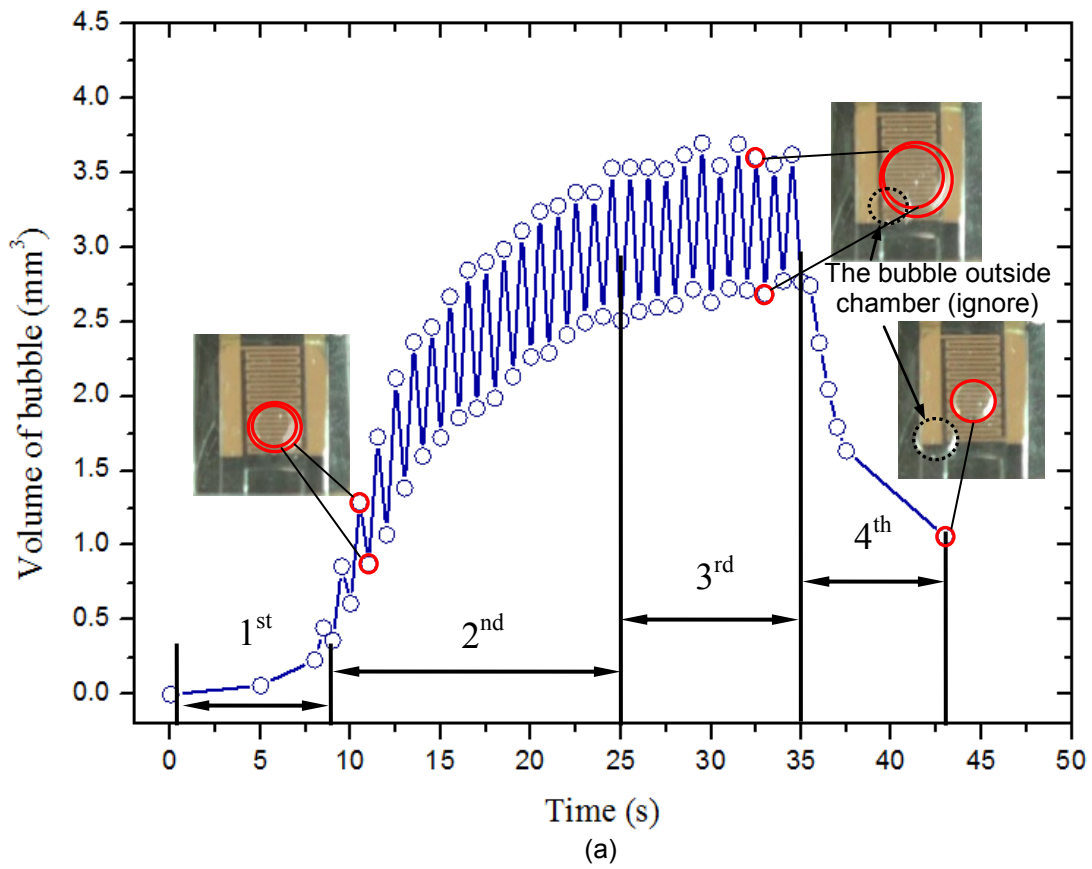 Volume of bubble (mm³)
4.5
4.0
3.5
3.0
2.5
2.0
1.5
1.0
0.5
0.0
The bubble outside
chamber (ignore)
1ˢᵗ
2ⁿᵈ
3ʳᵈ
4ᵗʰ
0 5 10 15 20 25 30 35 40 45 50
Time (s)
(a)